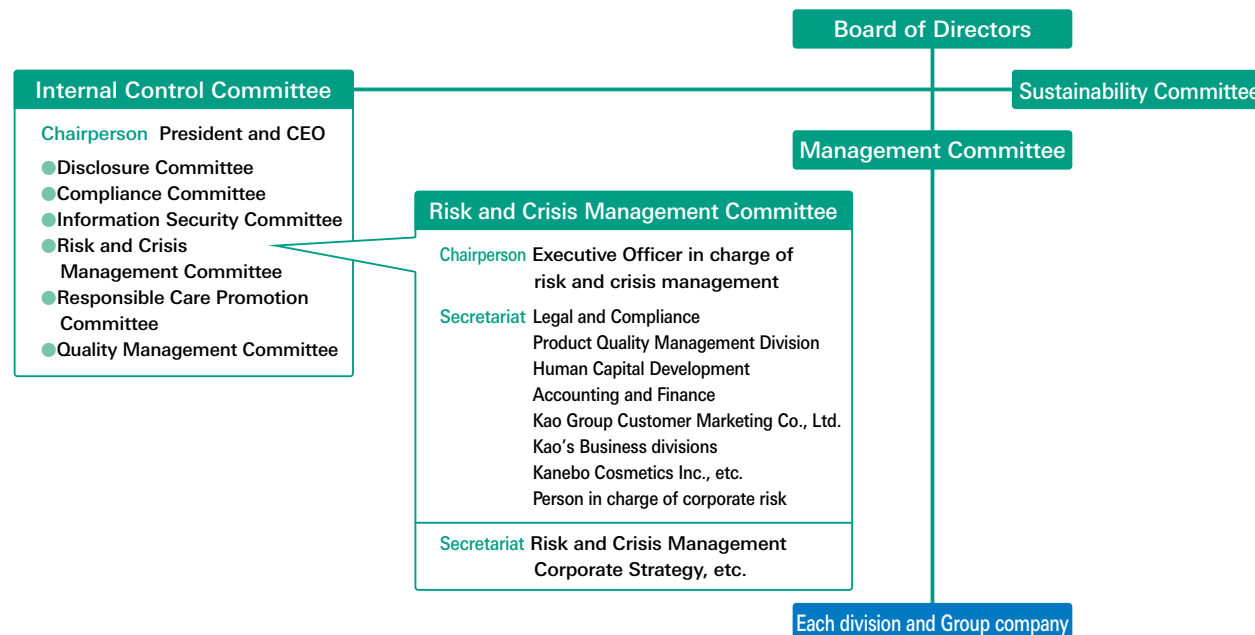 Board of Directors
Internal Control Committee
Sustainability Committee
Chairperson President and CEO
●Disclosure Committee
●Compliance Committee
●Information Security Committee
●Risk and Crisis
Management Committee
●Responsible Care Promotion
Committee
●Quality Management Committee
Management Committee
Risk and Crisis Management Committee
Chairperson Executive Officer in charge of
risk and crisis management
Secretariat Legal and Compliance
Product Quality Management Division
Human Capital Development
Accounting and Finance
Kao Group Customer Marketing Co., Ltd.
Kao’s Business divisions
Kanebo Cosmetics Inc., etc.
Person in charge of corporate risk
Secretariat Risk and Crisis Management
Corporate Strategy, etc.
Each division and Group company